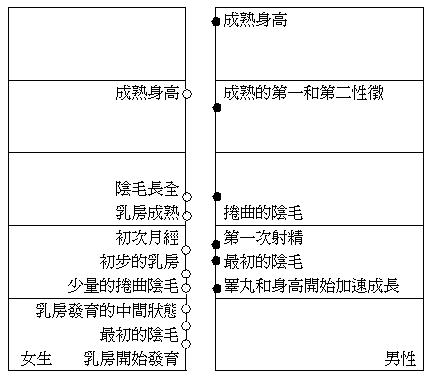 成熟身高
成熟身高
成熟的第一和第二性徵
陰毛長全
乳房成熟
捲曲的陰毛
初次月經
第一次射精
初步的乳房
最初的陰毛
少量的捲曲陰毛
睪丸和身高開始加速成長
乳房發育的中間狀態
最初的陰毛
女生 乳房開始發育
男性